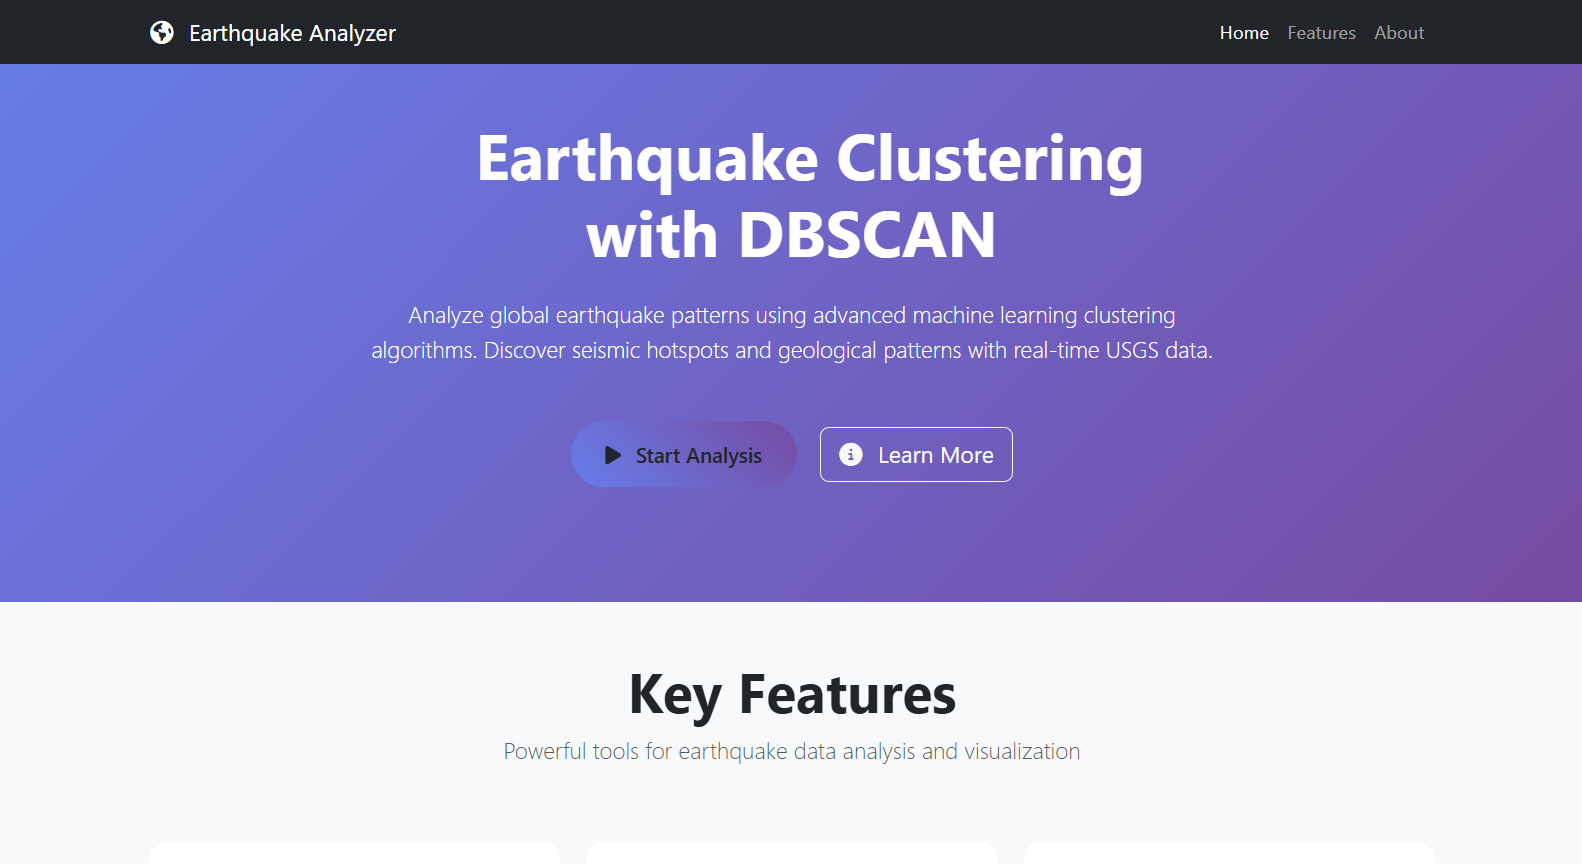 Earthquake Analyzer
Home Features About
Earthquake Clustering
with DBSCAN
Analyze global earthquake patterns using advanced machine learning clustering
algorithms. Discover seismic hotspots and geological patterns with real-time USGS data.
Start Analysis
Learn More
Key Features
Powerful tools for earthquake data analysis and visualization